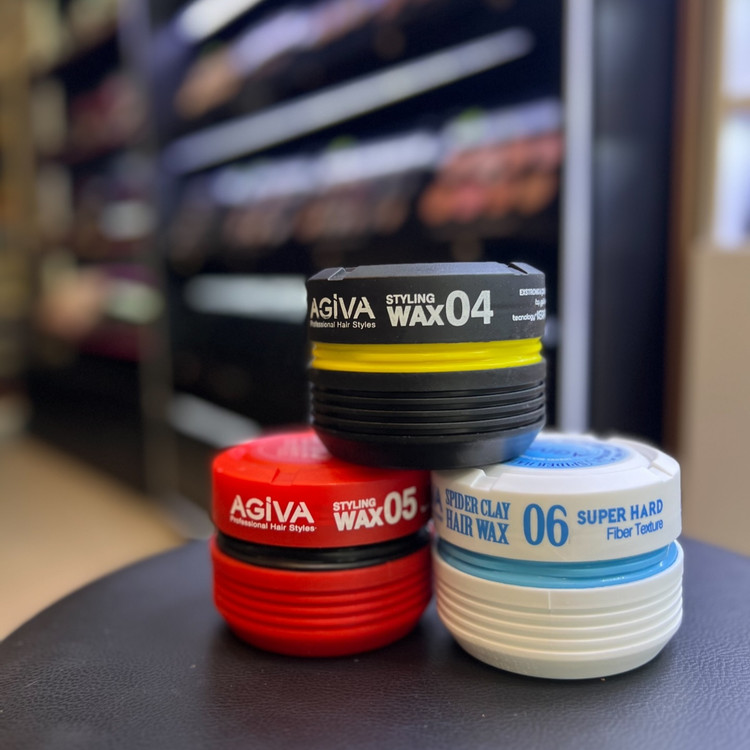 AGiVA
Professional Hair Styles
STYLING
WAX 04
AGiVA
Professional Hair Styles
STYLING
WAX 05
SPIDER CLAY
HAIR WAX
06
SUPER HARD
Fiber Texture